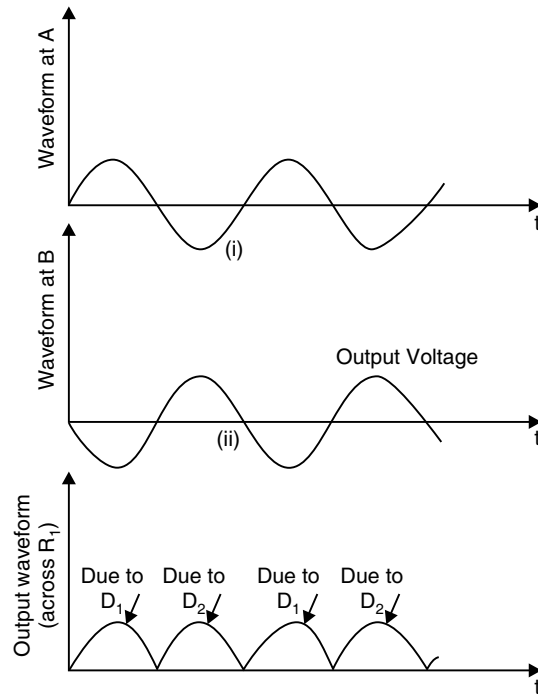 Waveform at A
t
(i)
Waveform at B
Output Voltage
t
(ii)
Output waveform
(across R1)
Due to Due to Due to Due to
D1 D2 D1 D2
t